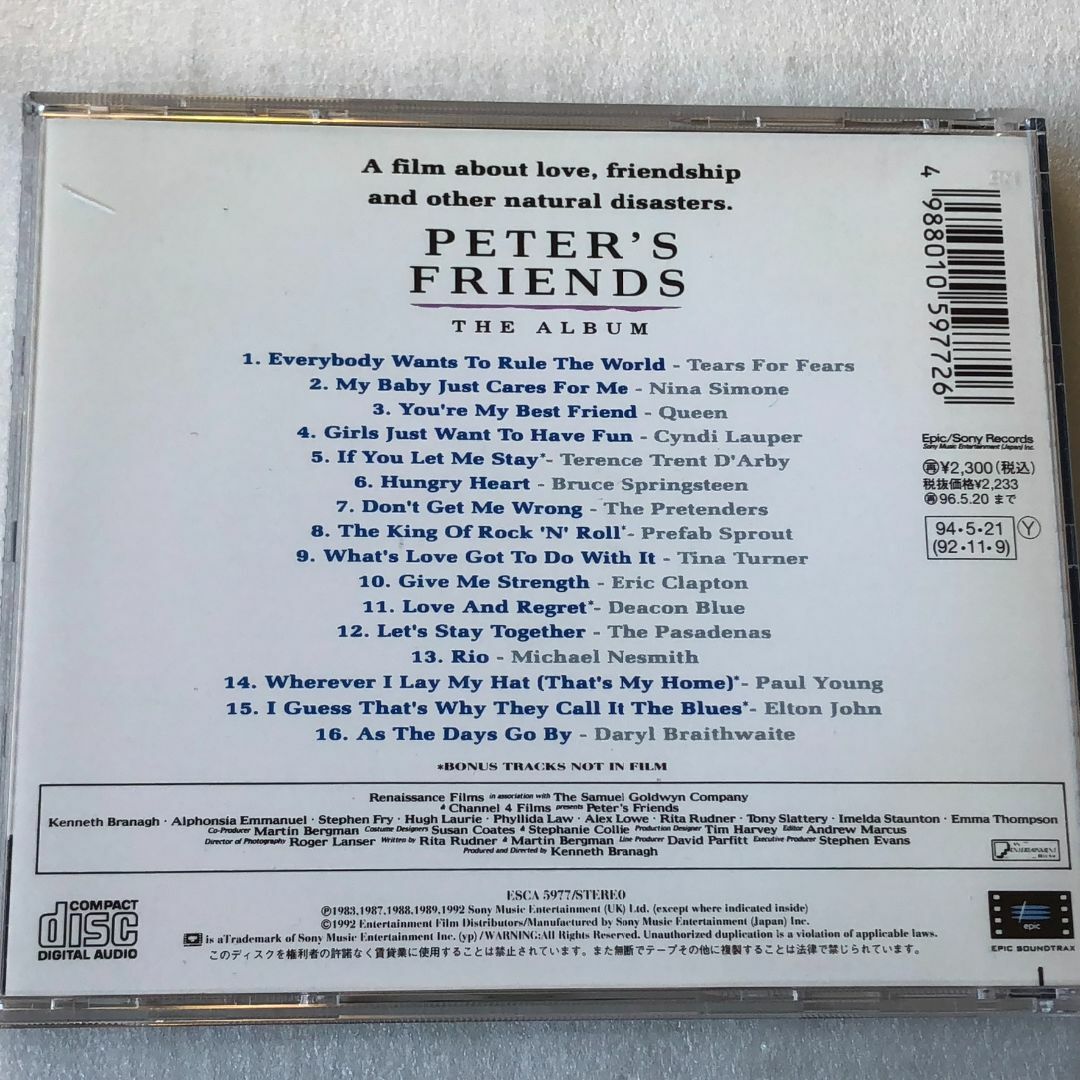 A film about love, friendship
and other natural disasters.
PETER'S
FRIENDS
THE ALBUM
1. Everybody Wants To Rule The World - Tears For Fears
2. My Baby Just Cares For Me - Nina Simone
3. You're My Best Friend - Queen
4. Girls Just Want To Have Fun - Cyndi Lauper
5. If You Let Me Stay*- Terence Trent D'Arby
6. Hungry Heart - Bruce Springsteen
7. Don't Get Me Wrong - The Pretenders
8. The King Of Rock 'N' Roll*- Prefab Sprout
9. What's Love Got To Do With It - Tina Turner
10. Give Me Strength - Eric Clapton
11. Love And Regret*- Deacon Blue
12. Let's Stay Together - The Pasadenas
13. Rio - Michael Nesmith
14. Wherever I Lay My Hat (That's My Home)*- Paul Young
15. I Guess That's Why They Call It The Blues*- Elton John
16. As The Days Go By - Daryl Braithwaite
*BONUS TRACKS NOT IN FILM
4 988010 597726
Epic/Sony Records
Sony Music Entertainment (Japan) Inc.
再¥2,300(税込)
税抜価格¥2,233
再96.5.20 まで
94・5・21
(92・11・9)
Y
Renaissance Films in association with The Samuel Goldwyn Company
& Channel 4 Films presents Peter's Friends
Kenneth Branagh · Alphonsia Emmanuel · Stephen Fry · Hugh Laurie · Phyllida Law · Alex Lowe · Rita Rudner · Tony Slattery · Imelda Staunton · Emma Thompson
Co-Producer Martin Bergman Costume Designers Susan Coates & Stephanie Collie Production Designer Tim Harvey Editor Andrew Marcus
Director of Photography Roger Lanser Written by Rita Rudner & Martin Bergman Line Producer David Parfitt Executive Producer Stephen Evans
Produced and Directed by Kenneth Branagh
ENTERTAINMENT
COMPACT
disc
DIGITAL AUDIO
ESCA 5977/STEREO
℗1983,1987,1988,1989,1992 Sony Music Entertainment (UK) Ltd. (except where indicated inside)
©1992 Entertainment Film Distributors/Manufactured by Sony Music Entertainment (Japan) Inc.
is aTrademark of Sony Music Entertainment Inc. (yp)/WARNING:All Rights Reserved. Unauthorized duplication is a violation of applicable laws.
このディスクを権利者の許諾なく賃貸業に使用することは禁止されています。また無断でテープその他に複製することは法律で禁じられています。
epic
EPIC SOUNDTRAX